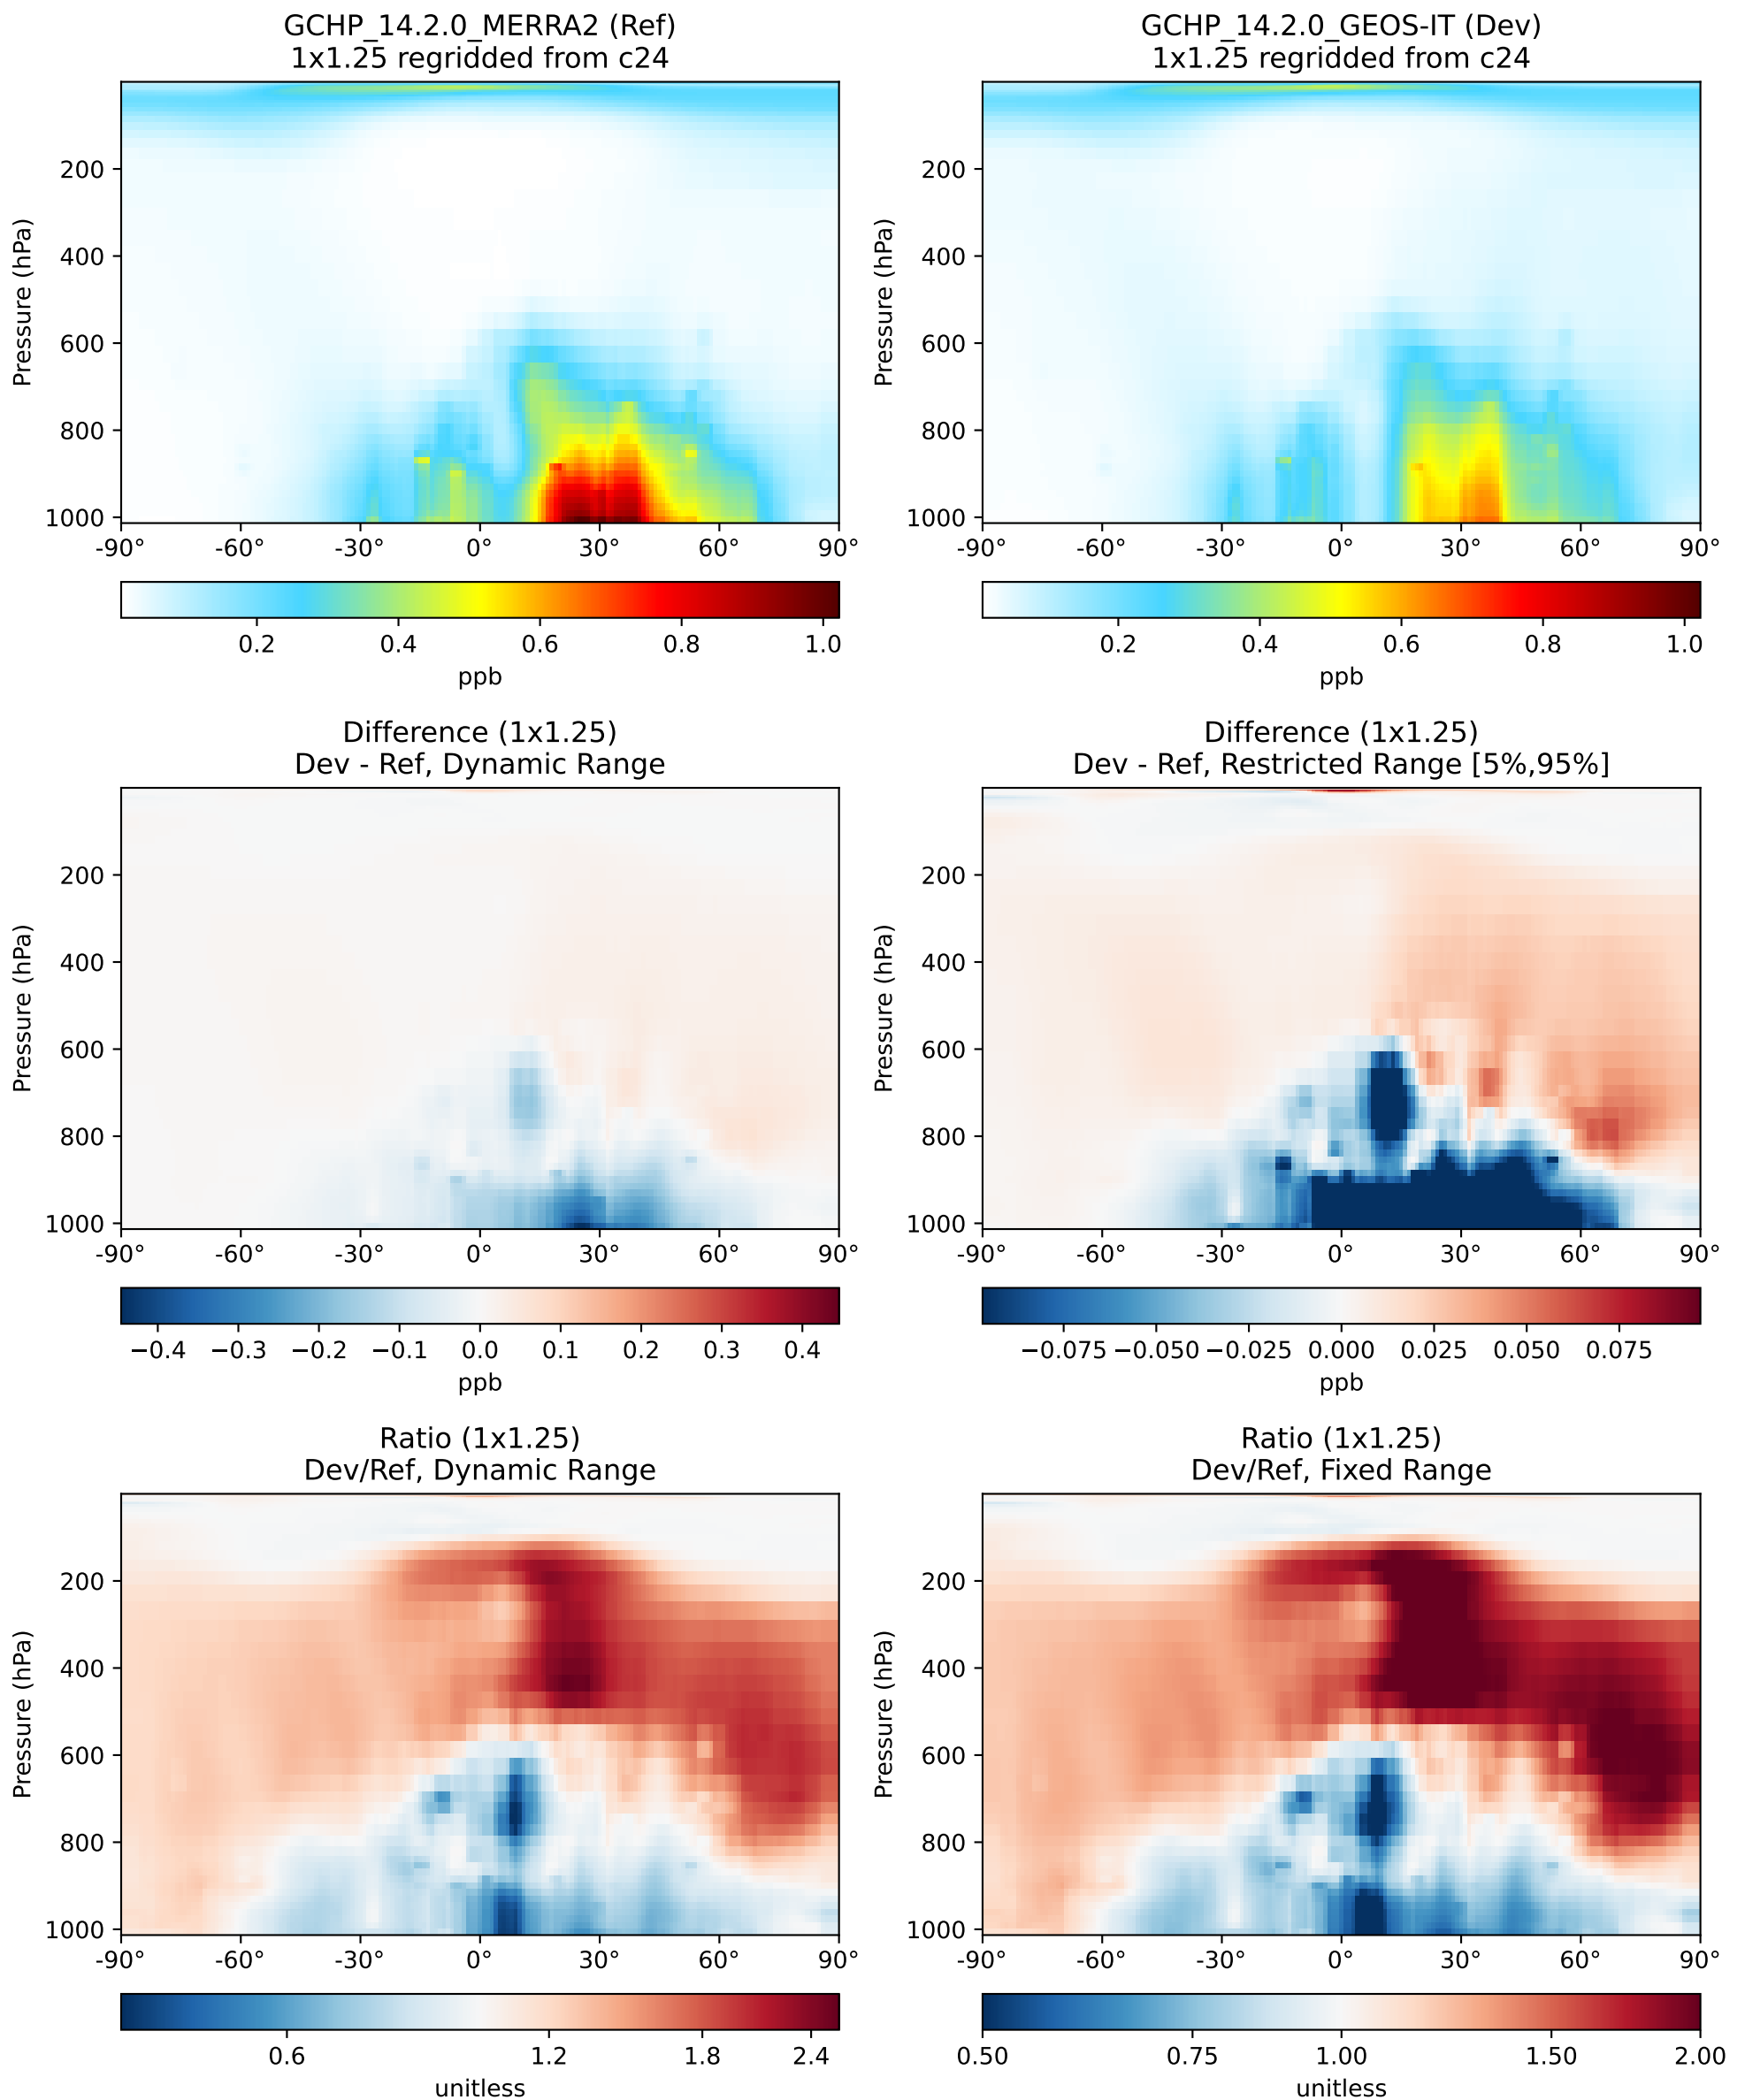 GCHP_14.2.0_MERRA2 (Ref)
1x1.25 regridded from c24
Pressure (hPa)
200
400
600
800
1000
-90° -60° -30° 0° 30° 60° 90°
0.2 0.4 0.6 0.8 1.0
ppb
GCHP_14.2.0_GEOS-IT (Dev)
1x1.25 regridded from c24
Pressure (hPa)
200
400
600
800
1000
-90° -60° -30° 0° 30° 60° 90°
0.2 0.4 0.6 0.8 1.0
ppb
Difference (1x1.25)
Dev - Ref, Dynamic Range
Pressure (hPa)
200
400
600
800
1000
-90° -60° -30° 0° 30° 60° 90°
−0.4 −0.3 −0.2 −0.1 0.0 0.1 0.2 0.3 0.4
ppb
Difference (1x1.25)
Dev - Ref, Restricted Range [5%,95%]
Pressure (hPa)
200
400
600
800
1000
-90° -60° -30° 0° 30° 60° 90°
−0.075 −0.050 −0.025 0.000 0.025 0.050 0.075
ppb
Ratio (1x1.25)
Dev/Ref, Dynamic Range
Pressure (hPa)
200
400
600
800
1000
-90° -60° -30° 0° 30° 60° 90°
0.6 1.2 1.8 2.4
unitless
Ratio (1x1.25)
Dev/Ref, Fixed Range
Pressure (hPa)
200
400
600
800
1000
-90° -60° -30° 0° 30° 60° 90°
0.50 0.75 1.00 1.50 2.00
unitless